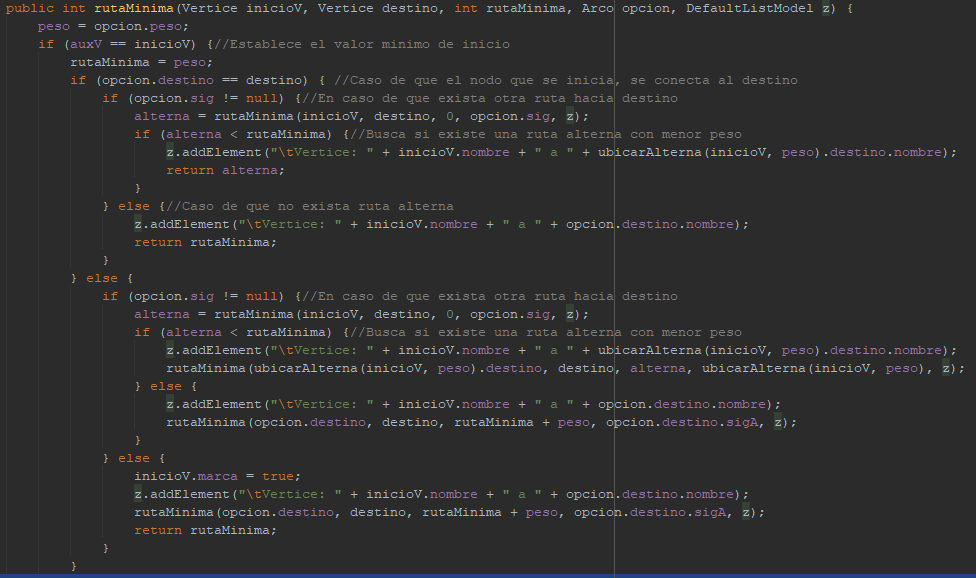 public int rutaMinima(Vertice inicioV, Vertice destino, int rutaMinima, Arco opcion, DefaultListModel z) {
    peso = opcion.peso;
    if (auxV == inicioV) {//Establece el valor minimo de inicio
        rutaMinima = peso;
        if (opcion.destino == destino) { //Caso de que el nodo que se inicia, se conecta al destino
            if (opcion.sig != null) {//En caso de que exista otra ruta hacia destino
                alterna = rutaMinima(inicioV, destino, 0, opcion.sig, z);
                if (alterna < rutaMinima) {//Busca si existe una ruta alterna con menor peso
                    z.addElement("\tVertice: " + inicioV.nombre + " a " + ubicarAlterna(inicioV, peso).destino.nombre);
                    return alterna;
                }
            } else {//Caso de que no exista ruta alterna
                z.addElement("\tVertice: " + inicioV.nombre + " a " + opcion.destino.nombre);
                return rutaMinima;
            }
        } else {
            if (opcion.sig != null) {//En caso de que exista otra ruta hacia destino
                alterna = rutaMinima(inicioV, destino, 0, opcion.sig, z);
                if (alterna < rutaMinima) {//Busca si existe una ruta alterna con menor peso
                    z.addElement("\tVertice: " + inicioV.nombre + " a " + ubicarAlterna(inicioV, peso).destino.nombre);
                    rutaMinima(ubicarAlterna(inicioV, peso).destino, destino, alterna, ubicarAlterna(inicioV, peso), z);
                } else {
                    z.addElement("\tVertice: " + inicioV.nombre + " a " + opcion.destino.nombre);
                    rutaMinima(opcion.destino, destino, rutaMinima + peso, opcion.destino.sigA, z);
                }
            } else {
                inicioV.marca = true;
                z.addElement("\tVertice: " + inicioV.nombre + " a " + opcion.destino.nombre);
                rutaMinima(opcion.destino, destino, rutaMinima + peso, opcion.destino.sigA, z);
                return rutaMinima;
            }
        }